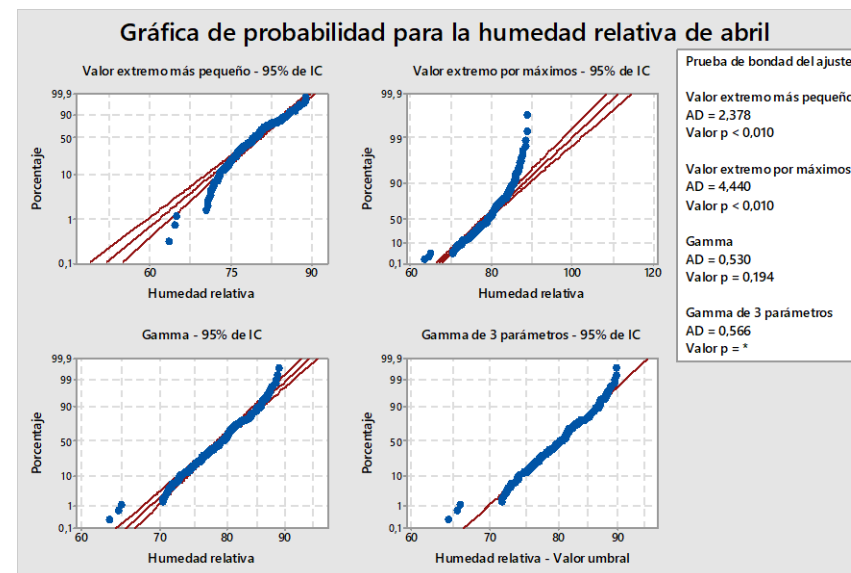 Gráfica de probabilidad para la humedad relativa de abril
Valor extremo más pequeño - 95% de IC
99,9
90
50
10
1
0,1
Porcentaje
60
75
90
Humedad relativa
Valor extremo por máximos - 95% de IC
99,9
99
90
50
10
0,1
Porcentaje
60
80
100
120
Humedad relativa
Gamma - 95% de IC
99,9
99
90
50
10
1
0,1
Porcentaje
60
70
80
90
Humedad relativa
Gamma de 3 parámetros - 95% de IC
99,9
99
90
50
10
1
0,1
Porcentaje
60
70
80
90
Humedad relativa - Valor umbral
Prueba de bondad del ajuste
Valor extremo más pequeño
AD = 2,378
Valor p < 0,010
Valor extremo por máximos
AD = 4,440
Valor p < 0,010
Gamma
AD = 0,530
Valor p = 0,194
Gamma de 3 parámetros
AD = 0,566
Valor p = *